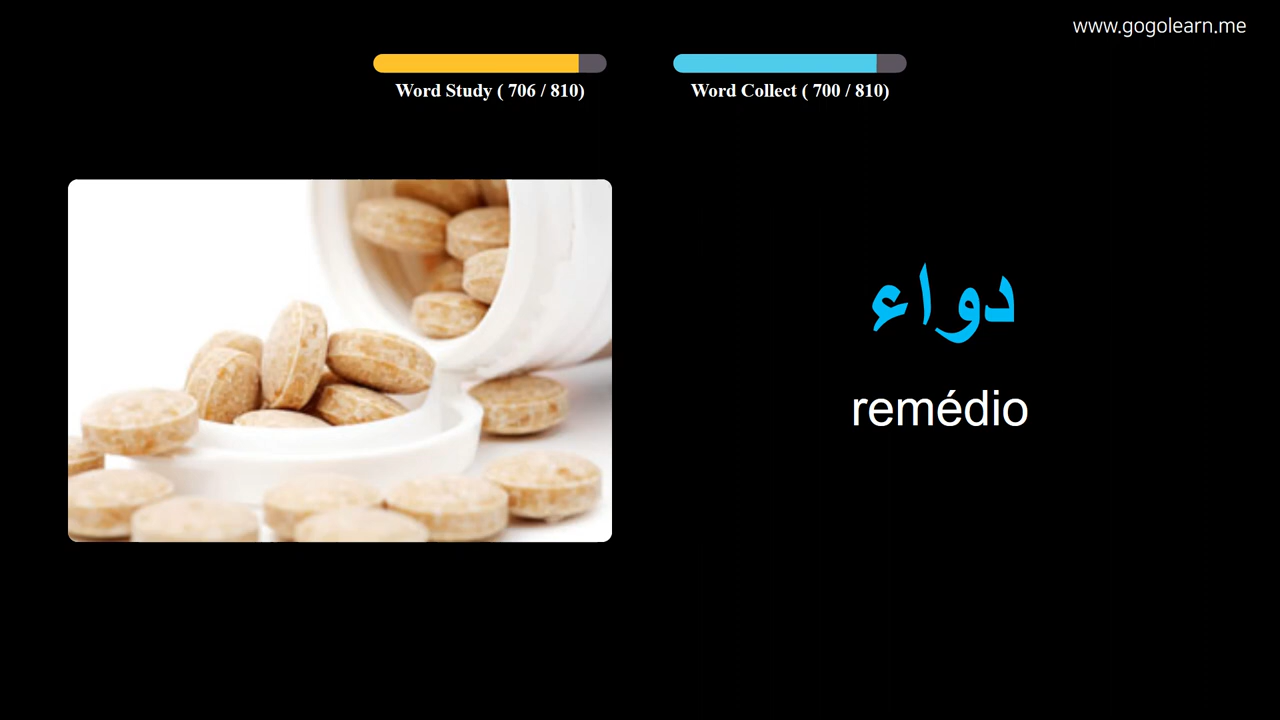 www.gogolearn.me
Word Study ( 706 / 810)
Word Collect ( 700 / 810)
دواء
remédio